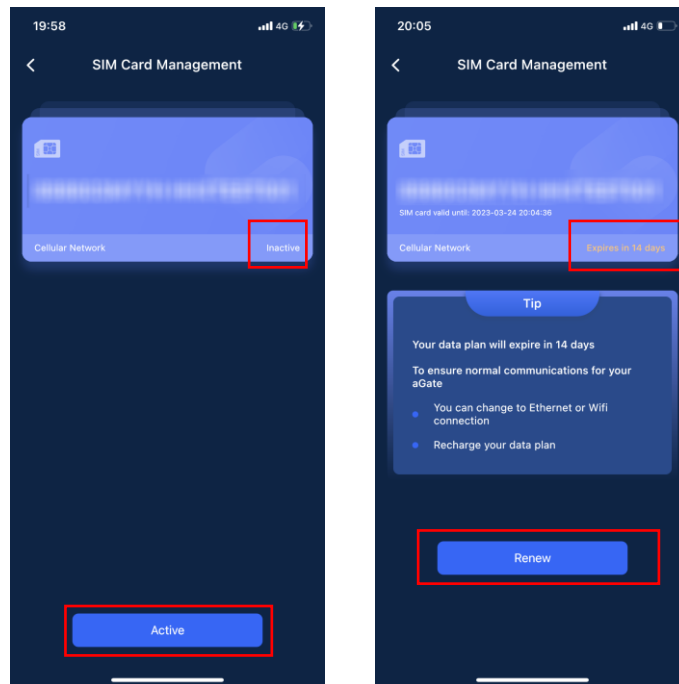 19:58
4G
SIM Card Management
Cellular Network
Inactive
Active
20:05
4G
SIM Card Management
SIM card valid until: 2023-03-24 20:04:36
Cellular Network
Expires in 14 days
Tip
Your data plan will expire in 14 days
To ensure normal communications for your
aGate
You can change to Ethernet or Wifi
connection
Recharge your data plan
Renew